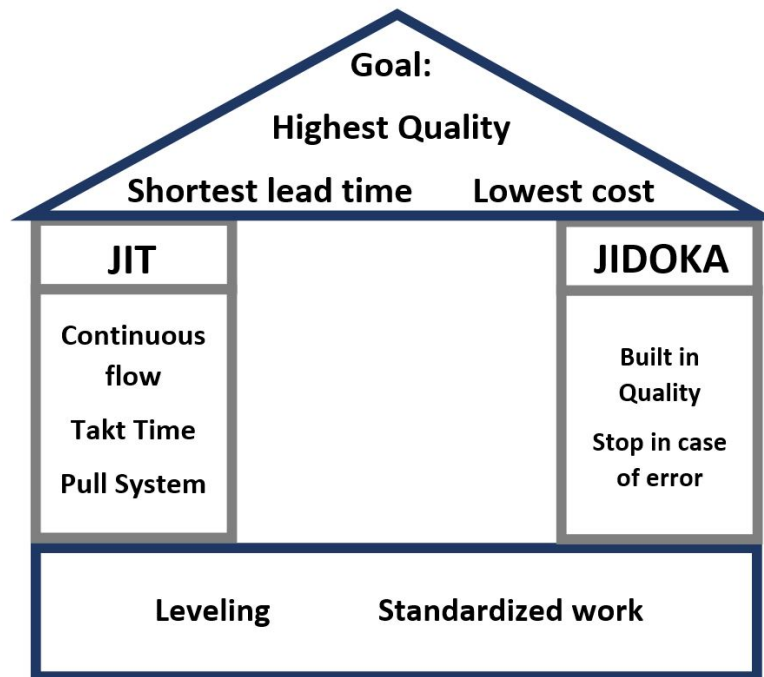 Goal:
Highest Quality
Shortest lead time Lowest cost
JIT
Continuous
flow
Takt Time
Pull System
JIDOKA
Built in
Quality
Stop in case
of error
Leveling Standardized work